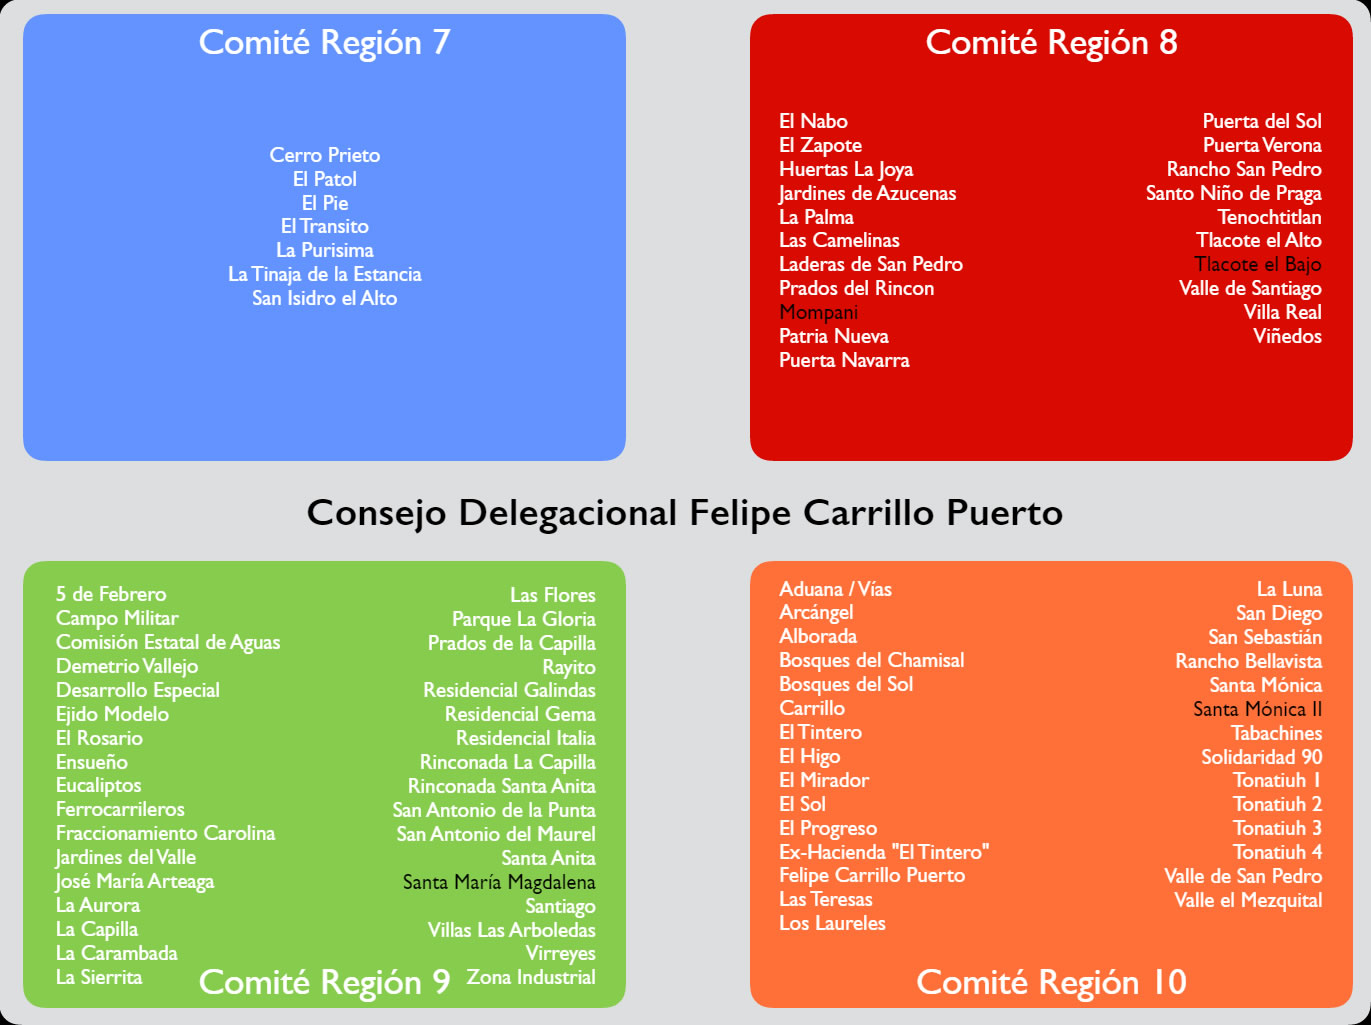 Comité Región 7
Cerro Prieto
El Patol
El Pie
El Transito
La Purisima
La Tinaja de la Estancia
San Isidro el Alto
Comité Región 8
El Nabo
El Zapote
Huertas La Joya
Jardines de Azucenas
La Palma
Las Camelinas
Laderas de San Pedro
Prados del Rincon
Mompani
Patria Nueva
Puerta Navarra
Puerta del Sol
Puerta Verona
Rancho San Pedro
Santo Niño de Praga
Tenochtitlan
Tlacote el Alto
Tlacote el Bajo
Valle de Santiago
Villa Real
Viñedos
Consejo Delegacional Felipe Carrillo Puerto
5 de Febrero
Campo Militar
Comisión Estatal de Aguas
Demetrio Vallejo
Desarrollo Especial
Ejido Modelo
El Rosario
Ensueño
Eucaliptos
Ferrocarrileros
Fraccionamiento Carolina
Jardines del Valle
José María Arteaga
La Aurora
La Capilla
La Carambada
La Sierrita
Las Flores
Parque La Gloria
Prados de la Capilla
Rayito
Residencial Galindas
Residencial Gema
Residencial Italia
Rinconada La Capilla
Rinconada Santa Anita
San Antonio de la Punta
San Antonio del Maurel
Santa Anita
Santa María Magdalena
Santiago
Villas Las Arboledas
Virreyes
Zona Industrial
Comité Región 9
Aduana / Vías
Arcángel
Alborada
Bosques del Chamisal
Bosques del Sol
Carrillo
El Tintero
El Higo
El Mirador
El Sol
El Progreso
Ex-Hacienda "El Tintero"
Felipe Carrillo Puerto
Las Teresas
Los Laureles
La Luna
San Diego
San Sebastián
Rancho Bellavista
Santa Mónica
Santa Mónica II
Tabachines
Solidaridad 90
Tonatiuh 1
Tonatiuh 2
Tonatiuh 3
Tonatiuh 4
Valle de San Pedro
Valle el Mezquital
Comité Región 10